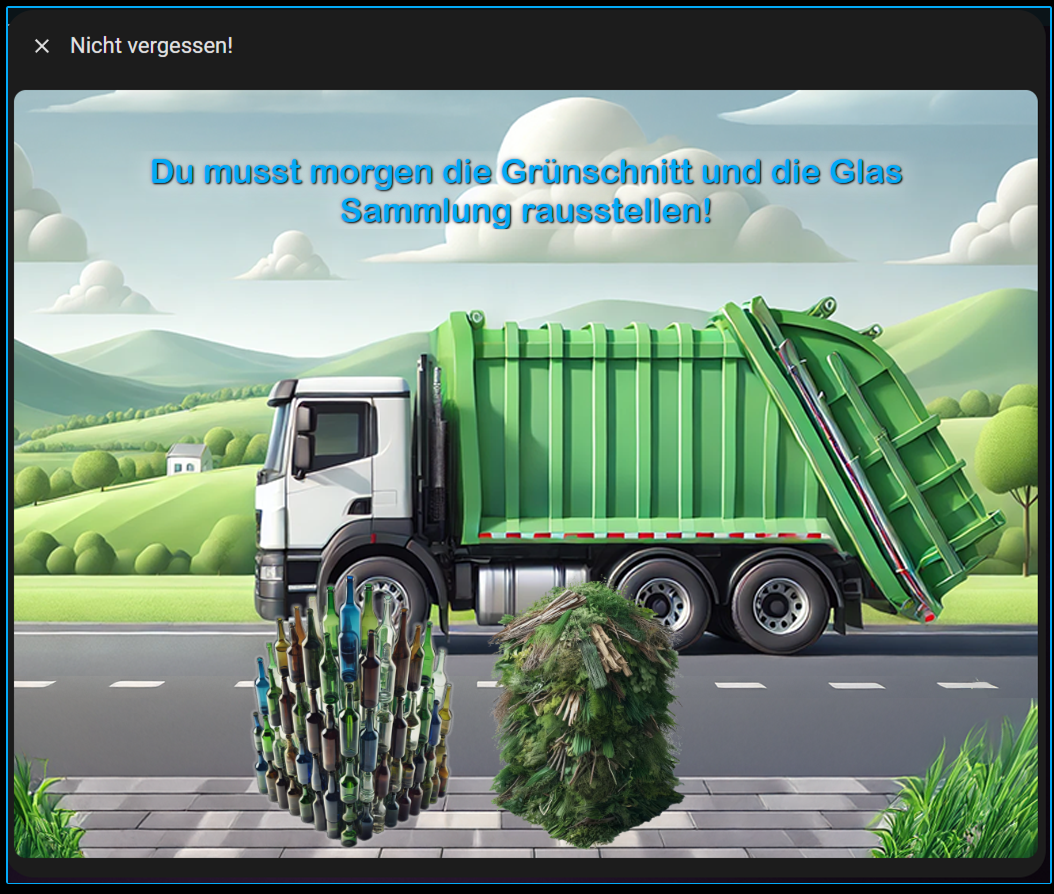 Nicht vergessen!
Du musst morgen die Grünschnitt und die Glas
Sammlung rausstellen!